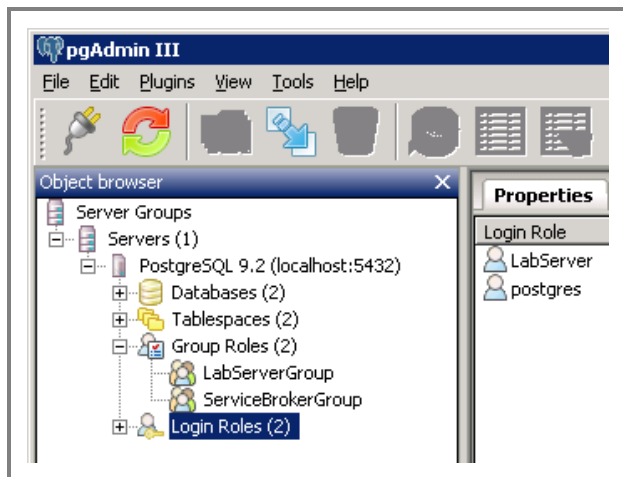 pgAdmin III
File Edit Plugins View Tools Help
Object browser
Server Groups
Servers (1)
PostgreSQL 9.2 (localhost:5432)
Databases (2)
Tablespaces (2)
Group Roles (2)
LabServerGroup
ServiceBrokerGroup
Login Roles (2)
Properties
Login Role
LabServer
postgres